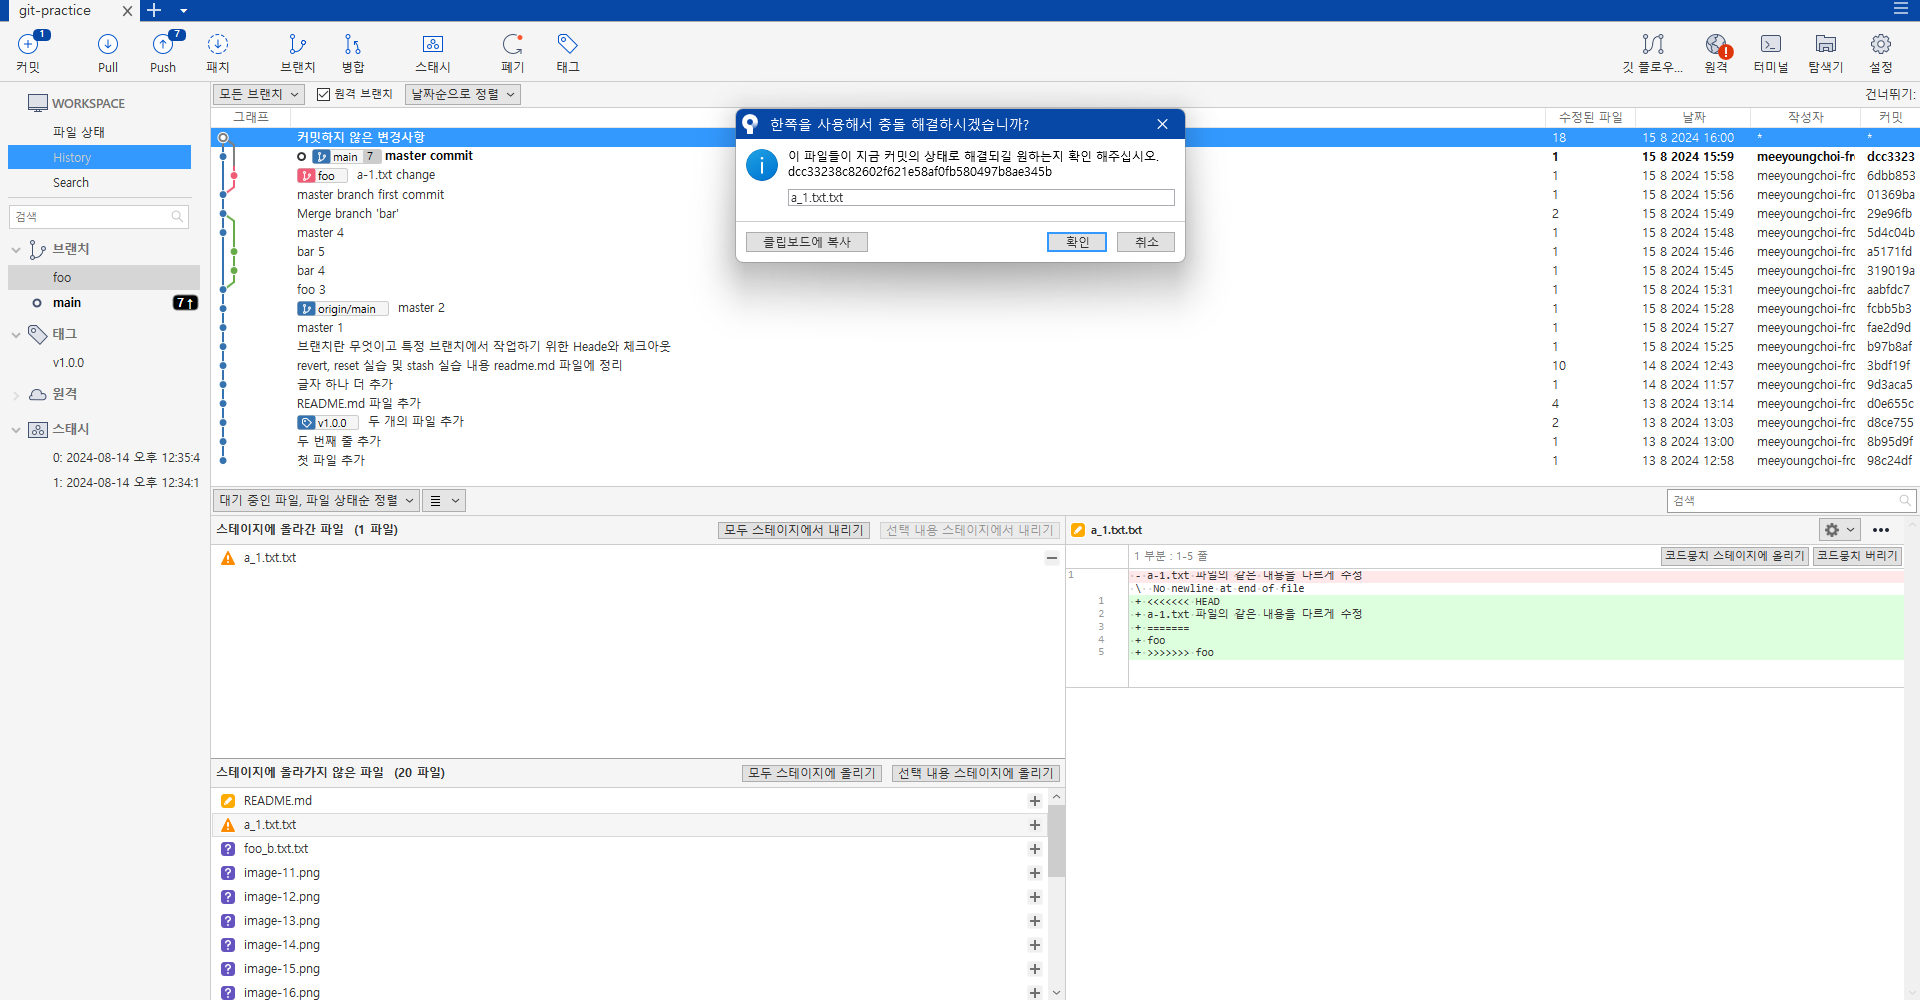 git-practice
1
7
커밋
Pull
Push
패치
브랜치
병합
스태시
폐기
태그
깃 플로우...
원격
터미널
탐색기
설정
WORKSPACE
파일 상태
History
Search
검색
브랜치
foo
main 7↑
태그
v1.0.0
원격
스태시
0: 2024-08-14 오후 12:35:4
1: 2024-08-14 오후 12:34:1
모든 브랜치
원격 브랜치
날짜순으로 정렬
건너뛰기:
그래프
수정된 파일
날짜
작성자
커밋
커밋하지 않은 변경사항 18 15 8 2024 16:00 * *
main 7 master commit 1 15 8 2024 15:59 meeyoungchoi-frc dcc3323
foo a-1.txt change 1 15 8 2024 15:58 meeyoungchoi-frc 6dbb853
master branch first commit 1 15 8 2024 15:56 meeyoungchoi-frc 01369ba
Merge branch 'bar' 2 15 8 2024 15:49 meeyoungchoi-frc 29e96fb
master 4 1 15 8 2024 15:48 meeyoungchoi-frc 5d4c04b
bar 5 1 15 8 2024 15:46 meeyoungchoi-frc a5171fd
bar 4 1 15 8 2024 15:45 meeyoungchoi-frc 319019a
foo 3 1 15 8 2024 15:31 meeyoungchoi-frc aabfdc7
origin/main master 2 1 15 8 2024 15:28 meeyoungchoi-frc fcbb5b3
master 1 1 15 8 2024 15:27 meeyoungchoi-frc fae2d9d
브랜치란 무엇이고 특정 브랜치에서 작업하기 위한 Heade와 체크아웃 1 15 8 2024 15:25 meeyoungchoi-frc b97b8af
revert, reset 실습 및 stash 실습 내용 readme.md 파일에 정리 10 14 8 2024 12:43 meeyoungchoi-frc 3bdf19f
글자 하나 더 추가 1 14 8 2024 11:57 meeyoungchoi-frc 9d3aca5
README.md 파일 추가 4 13 8 2024 13:14 meeyoungchoi-frc d0e655c
v1.0.0 두 개의 파일 추가 2 13 8 2024 13:03 meeyoungchoi-frc d8ce755
두 번째 줄 추가 1 13 8 2024 13:00 meeyoungchoi-frc 8b95d9f
첫 파일 추가 1 13 8 2024 12:58 meeyoungchoi-frc 98c24df
한쪽을 사용해서 충돌 해결하시겠습니까?
이 파일들이 지금 커밋의 상태로 해결되길 원하는지 확인 해주십시오.
dcc33238c82602f621e58af0fb580497b8ae345b
a_1.txt.txt
클립보드에 복사
확인
취소
대기 중인 파일, 파일 상태순 정렬
검색
스테이지에 올라간 파일 (1 파일)
모두 스테이지에서 내리기
선택 내용 스테이지에서 내리기
a_1.txt.txt
스테이지에 올라가지 않은 파일 (20 파일)
모두 스테이지에 올리기
선택 내용 스테이지에 올리기
README.md
a_1.txt.txt
foo_b.txt.txt
image-11.png
image-12.png
image-13.png
image-14.png
image-15.png
image-16.png
a_1.txt.txt
1 부분 : 1-5 줄
코드뭉치 스테이지에 올리기
코드뭉치 버리기
1 - a-1.txt 파일의 같은 내용을 다르게 수정
\ No newline at end of file
1 + <<<<<<< HEAD
2 + a-1.txt 파일의 같은 내용을 다르게 수정
3 + =======
4 + foo
5 + >>>>>>> foo